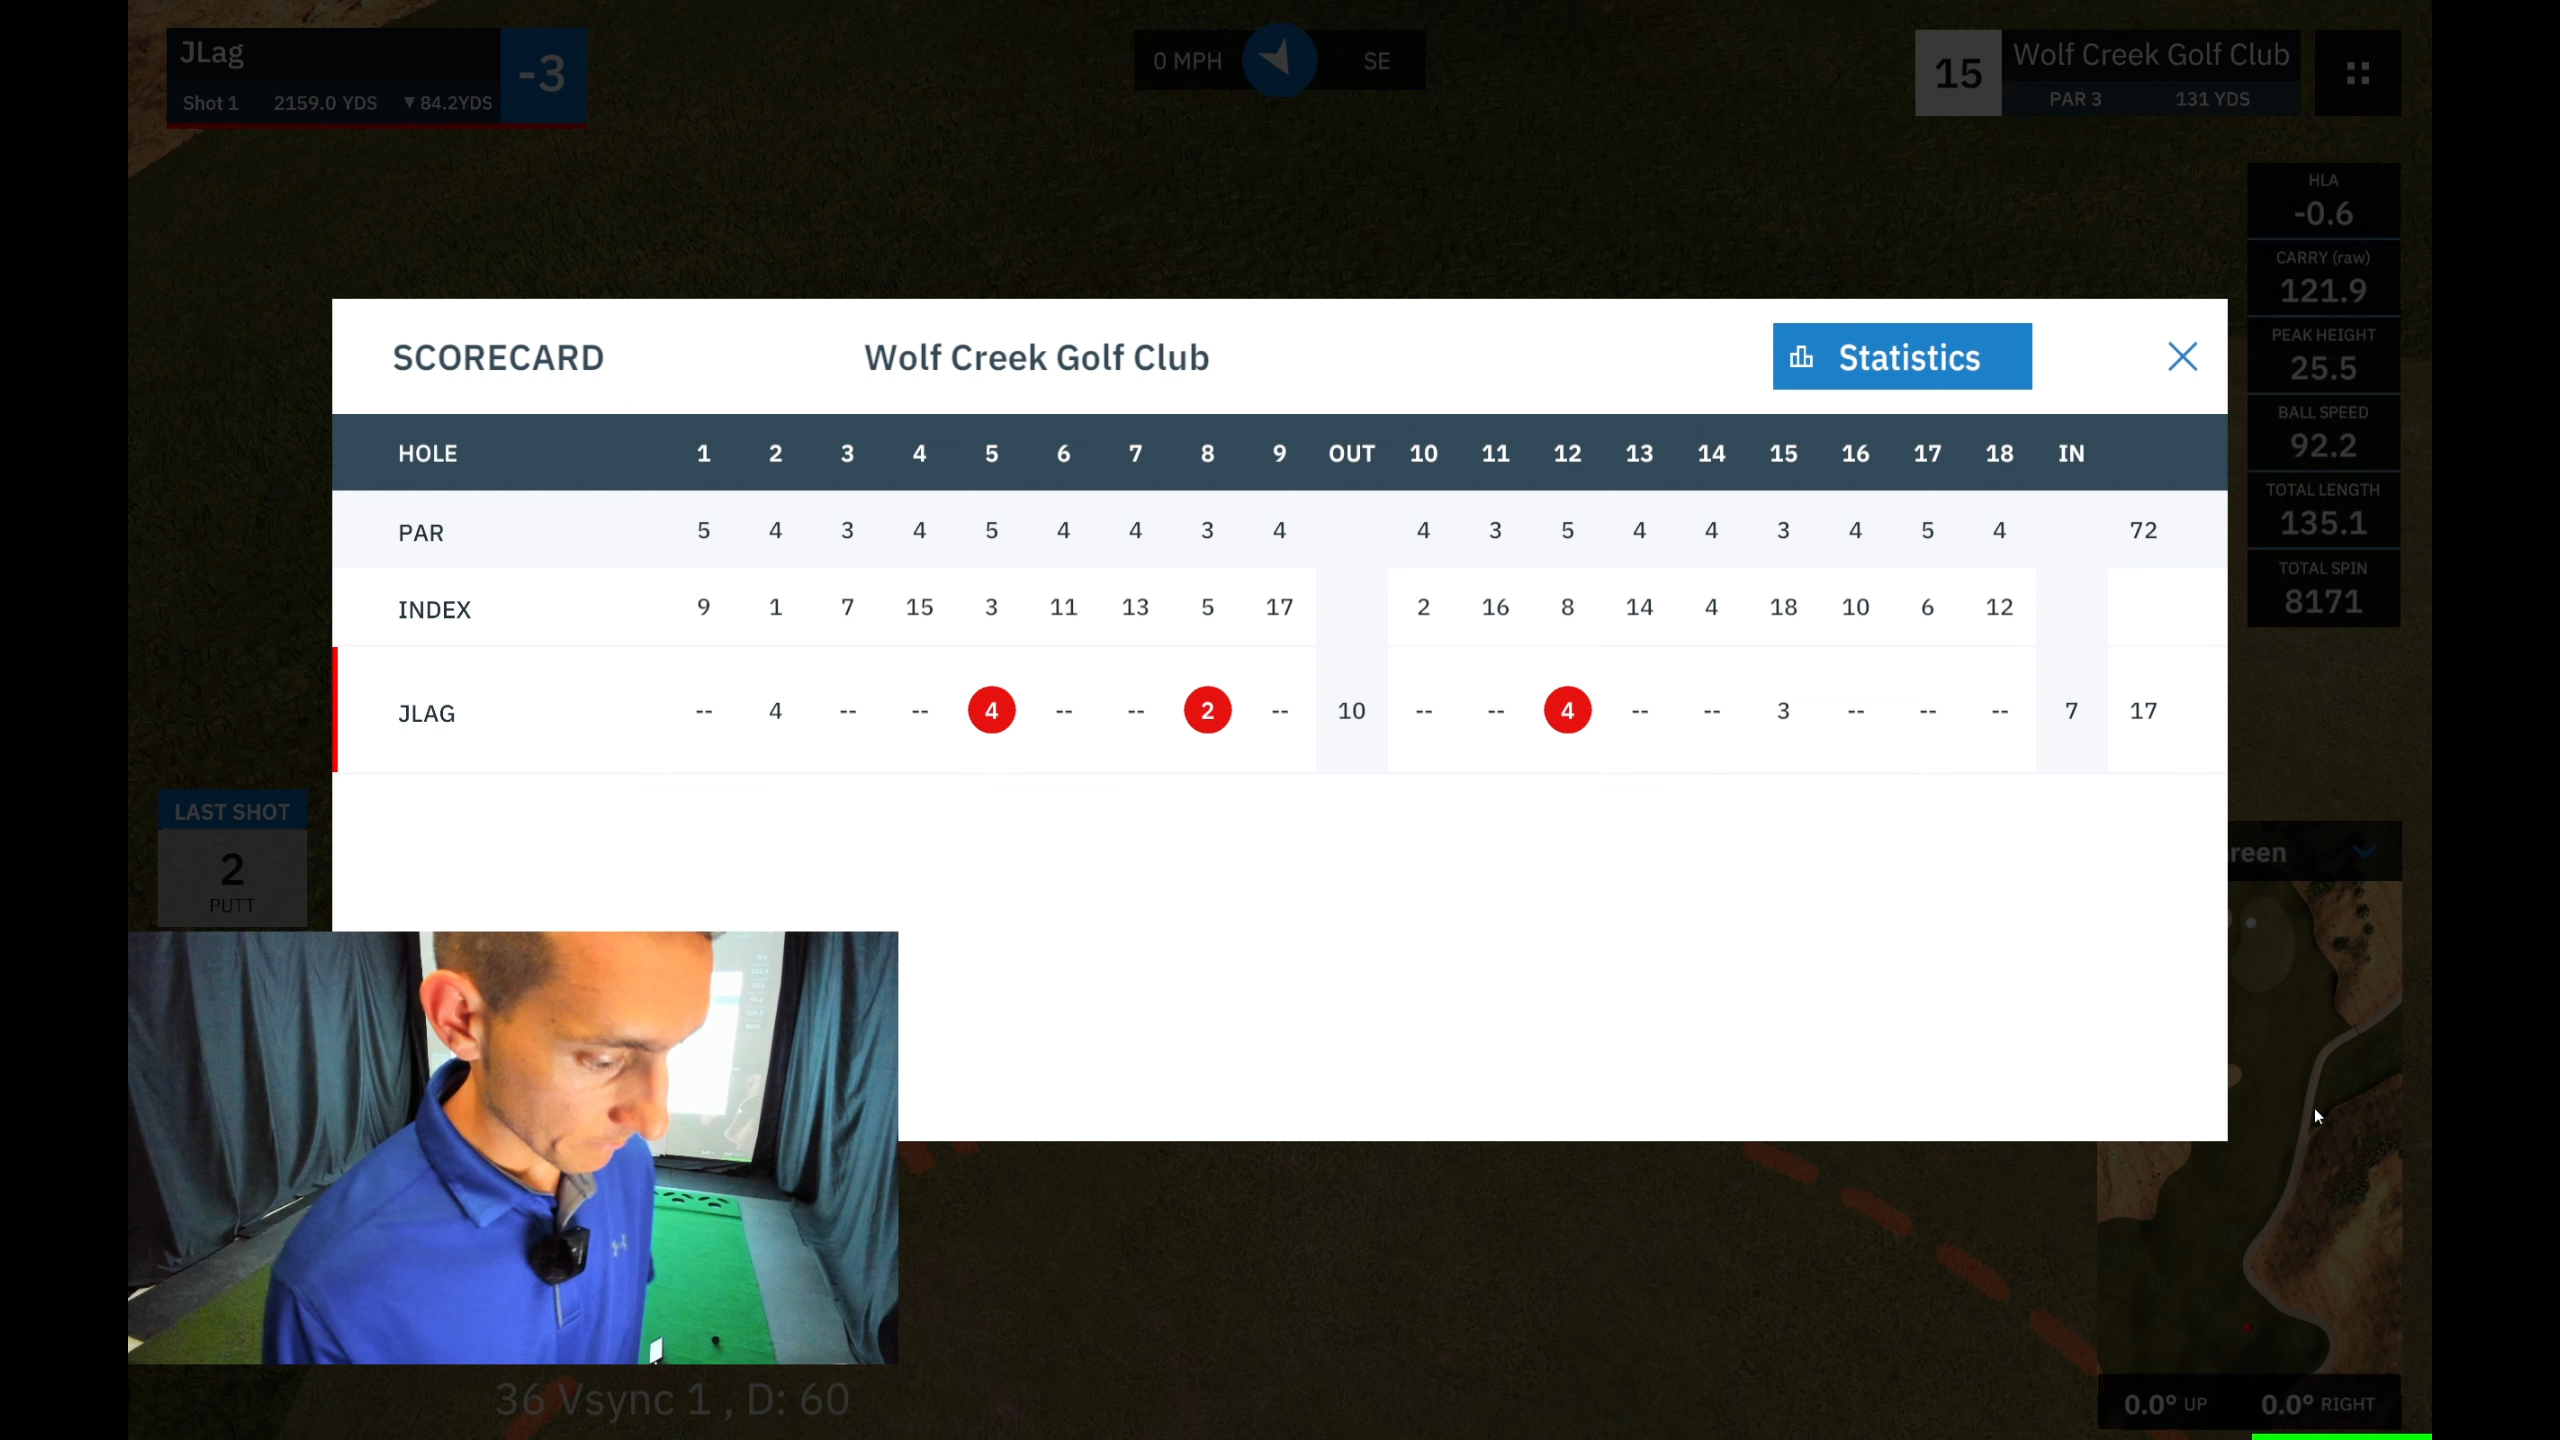 JLag
-3
Shot 1 2159.0 YDS ▼84.2YDS
0 MPH SE
15
Wolf Creek Golf Club
PAR 3 131 YDS
HLA
-0.6
CARRY (raw)
121.9
PEAK HEIGHT
25.5
BALL SPEED
92.2
TOTAL LENGTH
135.1
TOTAL SPIN
8171
SCORECARD Wolf Creek Golf Club Statistics
HOLE 1 2 3 4 5 6 7 8 9 OUT 10 11 12 13 14 15 16 17 18 IN
PAR 5 4 3 4 5 4 4 3 4 4 3 5 4 4 3 4 5 4 72
INDEX 9 1 7 15 3 11 13 5 17 2 16 8 14 4 18 10 6 12
JLAG -- 4 -- -- 4 -- -- 2 -- 10 -- -- 4 -- -- 3 -- -- -- 7 17
LAST SHOT
2
PUTT
reen
36 Vsync 1 , D: 60
0.0° UP 0.0° RIGHT